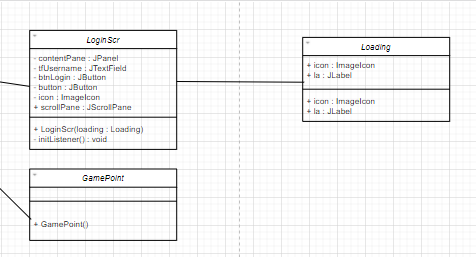 LoginScr
- contentPane : JPanel
- tfUsername : JTextField
- btnLogin : JButton
- button : JButton
- icon : ImageIcon
+ scrollPane : JScrollPane
+ LoginScr(loading : Loading)
- initListener() : void
Loading
+ icon : ImageIcon
+ la : JLabel
+ icon : ImageIcon
+ la : JLabel
GamePoint
+ GamePoint()